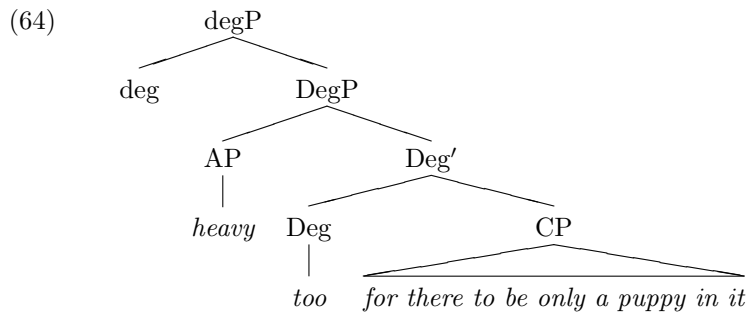 (64) degP
deg DegP
AP Deg′
heavy Deg CP
too for there to be only a puppy in it